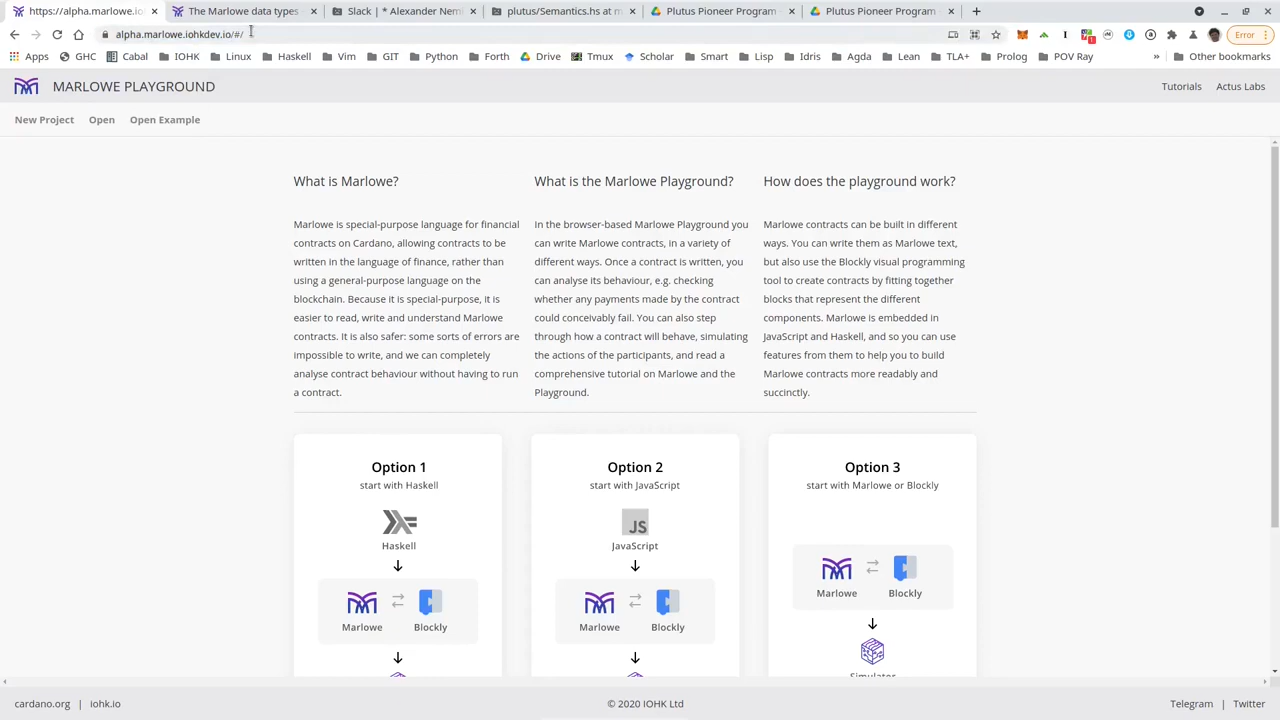 https://alpha.marlowe.io
The Marlowe data types
Slack | * Alexander Nem
plutus/Semantics.hs at m
Plutus Pioneer Program -
Plutus Pioneer Program -
alpha.marlowe.iohkdev.io/#/
Error
Apps
GHC
Cabal
IOHK
Linux
Haskell
Vim
GIT
Python
Forth
Drive
Tmux
Scholar
Smart
Lisp
Idris
Agda
Lean
TLA+
Prolog
POV Ray
»
Other bookmarks
MARLOWE PLAYGROUND
Tutorials
Actus Labs
New Project
Open
Open Example
What is Marlowe?
Marlowe is special-purpose language for financial
contracts on Cardano, allowing contracts to be
written in the language of finance, rather than
using a general-purpose language on the
blockchain. Because it is special-purpose, it is
easier to read, write and understand Marlowe
contracts. It is also safer: some sorts of errors are
impossible to write, and we can completely
analyse contract behaviour without having to run
a contract.
What is the Marlowe Playground?
In the browser-based Marlowe Playground you
can write Marlowe contracts, in a variety of
different ways. Once a contract is written, you
can analyse its behaviour, e.g. checking
whether any payments made by the contract
could conceivably fail. You can also step
through how a contract will behave, simulating
the actions of the participants, and read a
comprehensive tutorial on Marlowe and the
Playground.
How does the playground work?
Marlowe contracts can be built in different
ways. You can write them as Marlowe text,
but also use the Blockly visual programming
tool to create contracts by fitting together
blocks that represent the different
components. Marlowe is embedded in
JavaScript and Haskell, and so you can use
features from them to help you to build
Marlowe contracts more readably and
succinctly.
Option 1
start with Haskell
Haskell
Marlowe
Blockly
Option 2
start with JavaScript
JS
JavaScript
Marlowe
Blockly
Option 3
start with Marlowe or Blockly
Marlowe
Blockly
Simulator
cardano.org | iohk.io
© 2020 IOHK Ltd
Telegram | Twitter